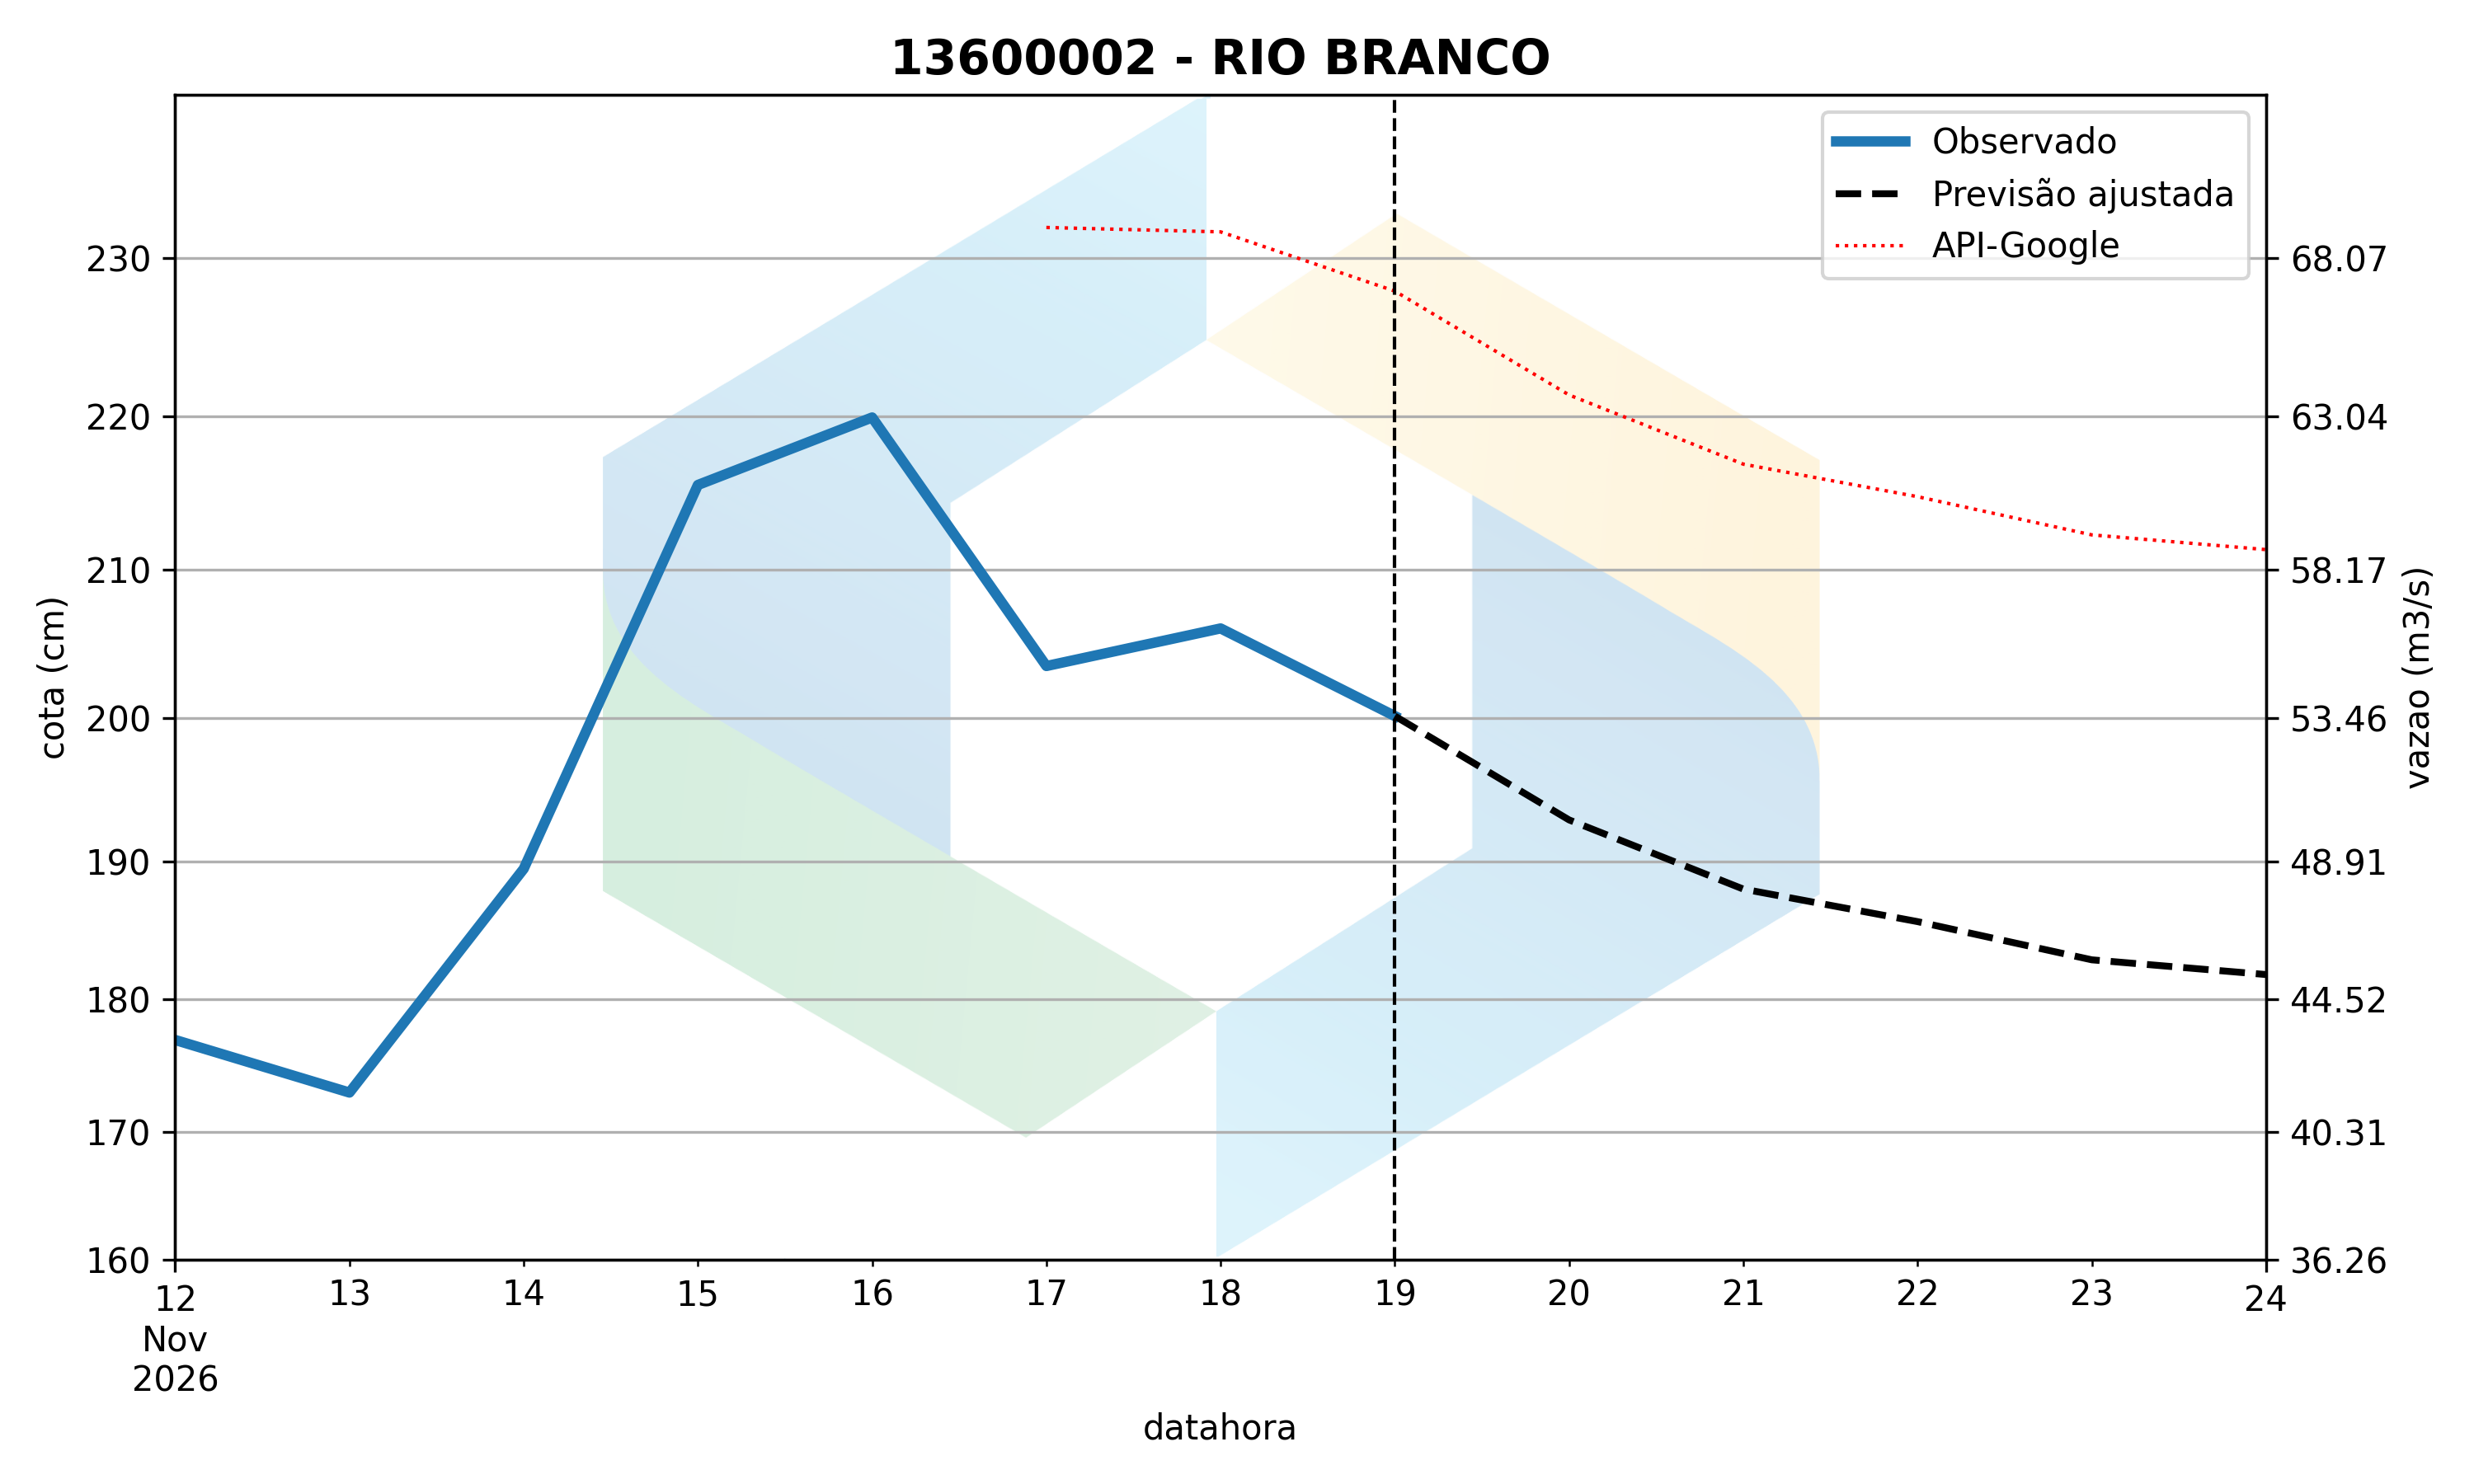 13600002 - RIO BRANCO
Observado
Previsão ajustada
API-Google
230
220
210
200
190
180
170
160
cota (cm)
68.07
63.04
58.17
53.46
48.91
44.52
40.31
36.26
vazao (m3/s)
12 13 14 15 16 17 18 19 20 21 22 23 24
Nov
2026
datahora